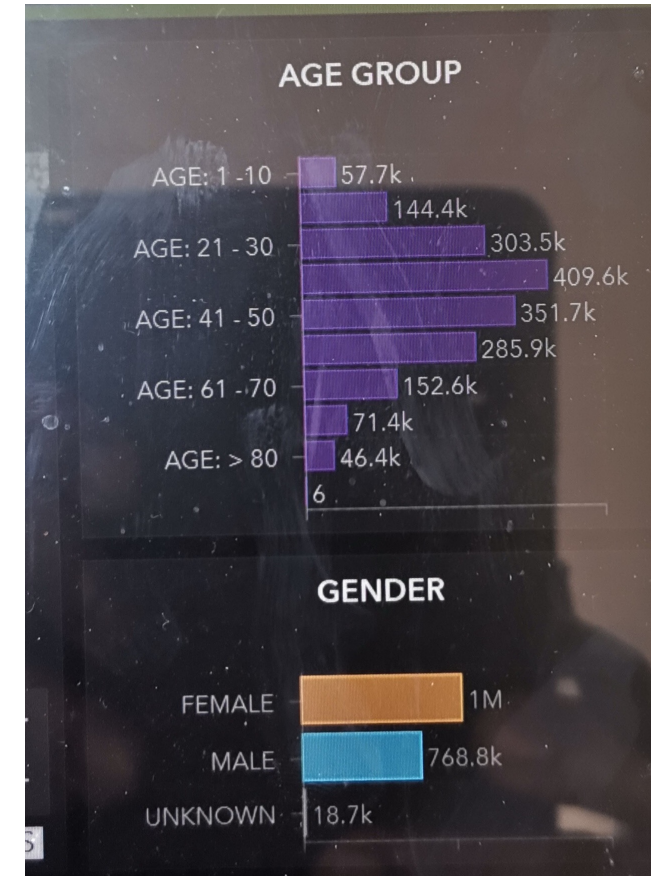 AGE GROUP
AGE: 1 -10 57.7k
144.4k
AGE: 21 - 30 303.5k
409.6k
AGE: 41 - 50 351.7k
285.9k
AGE: 61 - 70 152.6k
71.4k
AGE: > 80 46.4k
6
GENDER
FEMALE 1M
MALE 768.8k
UNKNOWN 18.7k
S